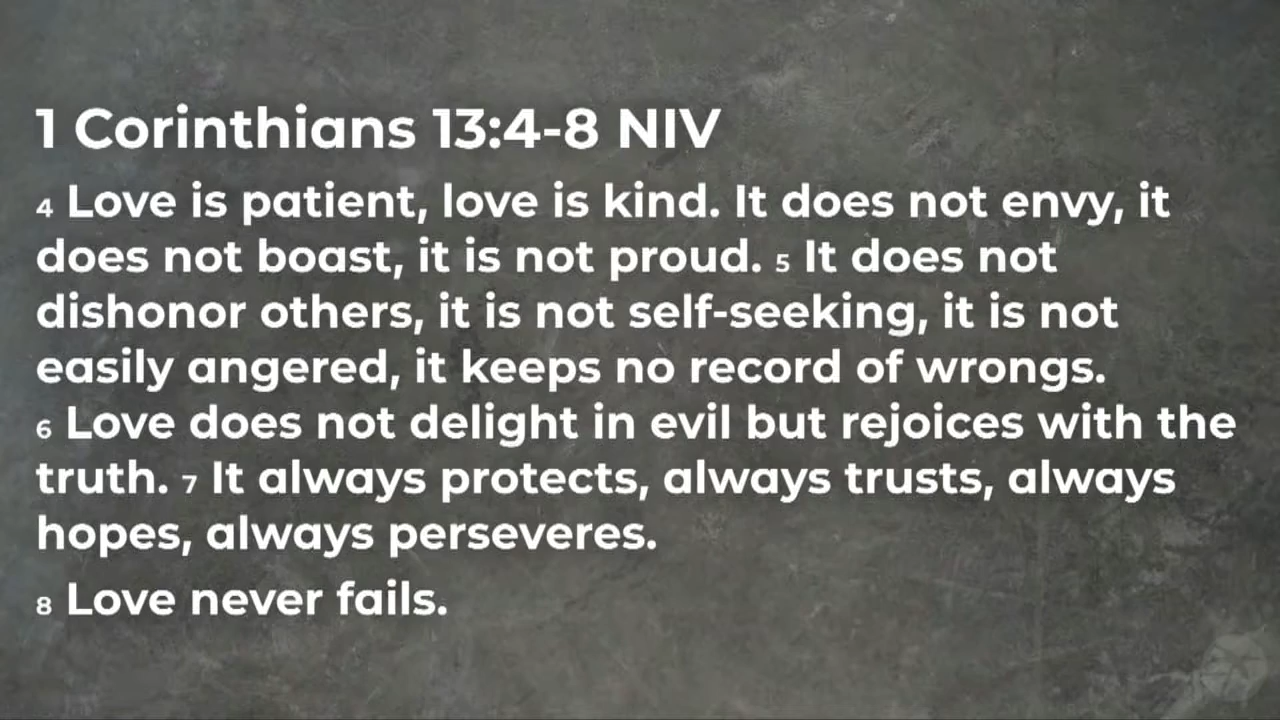 1 Corinthians 13:4-8 NIV
4 Love is patient, love is kind. It does not envy, it
does not boast, it is not proud. 5 It does not
dishonor others, it is not self-seeking, it is not
easily angered, it keeps no record of wrongs.
6 Love does not delight in evil but rejoices with the
truth. 7 It always protects, always trusts, always
hopes, always perseveres.
8 Love never fails.